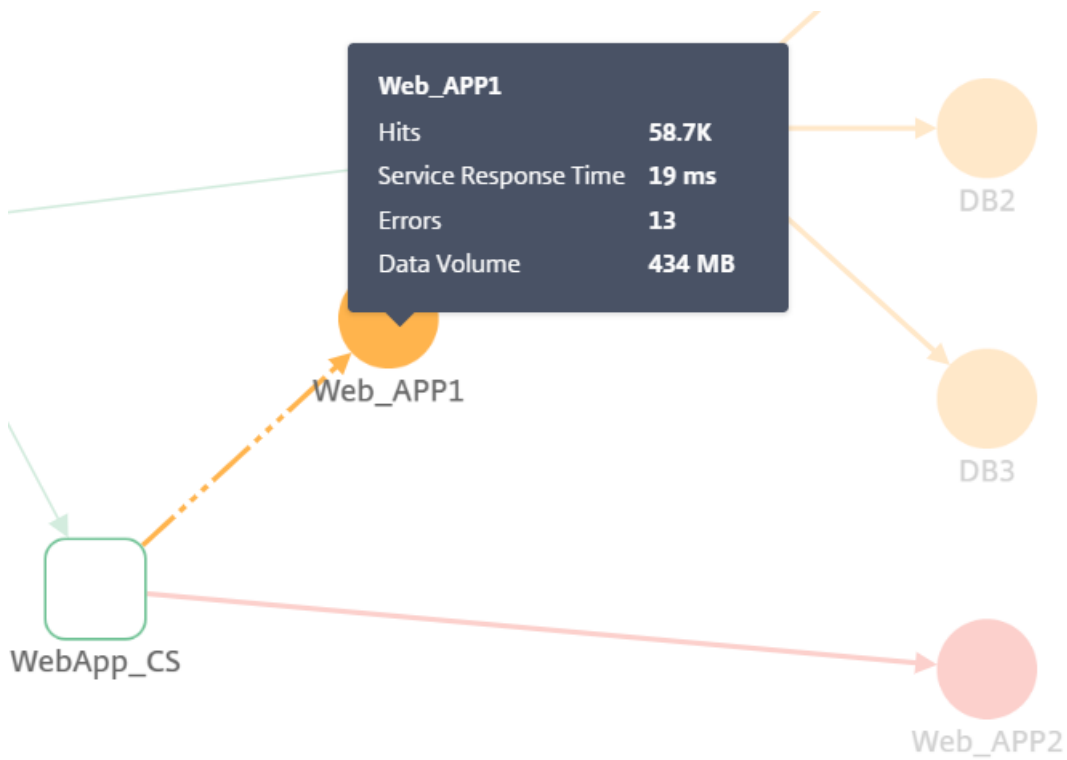 Web_APP1
Hits 58.7K
Service Response Time 19 ms
Errors 13
Data Volume 434 MB
DB2
Web_APP1
DB3
WebApp_CS
Web_APP2